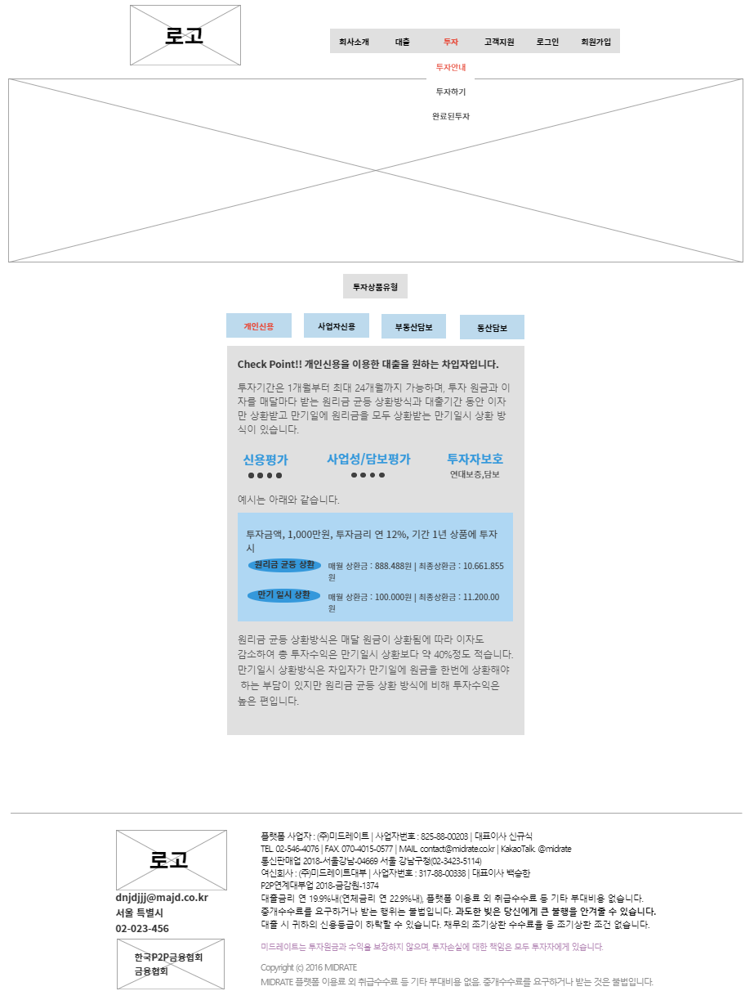 로고
회사소개 대출 투자 고객지원 로그인 회원가입
투자안내
투자하기
완료된투자
투자상품유형
개인신용 사업자신용 부동산담보 동산담보
Check Point!! 개인신용을 이용한 대출을 원하는 차입자입니다.
투자기간은 1개월부터 최대 24개월까지 가능하며, 투자 원금과 이
자를 매달마다 받는 원리금 균등 상환방식과 대출기간 동안 이자
만 상환받고 만기일에 원리금을 모두 상환받는 만기일시 상환 방
식이 있습니다.
신용평가 사업성/담보평가 투자자보호
연대보증,담보
예시는 아래와 같습니다.
투자금액, 1,000만원, 투자금리 연 12%, 기간 1년 상품에 투자
시
원리금 균등 상환 매월 상환금 : 888.488원 | 최종상환금 : 10.661.855
원
만기 일시 상환 매월 상환금 : 100.000원 | 최종상환금 : 11.200.00
원
원리금 균등 상환방식은 매달 원금이 상환됨에 따라 이자도
감소하여 총 투자수익은 만기일시 상환보다 약 40%정도 적습니다.
만기일시 상환방식은 차입자가 만기일에 원금을 한번에 상환해야
하는 부담이 있지만 원리금 균등 상환 방식에 비해 투자수익은
높은 편입니다.
로고
dnjdjjj@majd.co.kr
서울 특별시
02-023-456
한국P2P금융협회
금융협회
플랫폼 사업자 : (주)미드레이트 | 사업자번호 : 825-88-00203 | 대표이사 신규식
TEL. 02-546-4076 | FAX. 070-4015-0577 | MAIL. contact@midrate.co.kr | KakaoTalk. @midrate
통신판매업 2018-서울강남-04669 서울 강남구청(02-3423-5114)
여신회사 : (주)미드레이트대부 | 사업자번호 : 317-88-00338 | 대표이사 백승한
P2P연계대부업 2018-금감원-1374
대출금리 연 19.9%내(연체금리 연 22.9%내), 플랫폼 이용료 외 취급수수료 등 기타 부대비용 없습니다.
중개수수료를 요구하거나 받는 행위는 불법입니다. 과도한 빚은 당신에게 큰 불행을 안겨줄 수 있습니다.
대출 시 귀하의 신용등급이 하락할 수 있습니다. 채무의 조기상환 수수료율 등 조기상환 조건 없습니다.
미드레이트는 투자원금과 수익을 보장하지 않으며, 투자손실에 대한 책임은 모두 투자자에게 있습니다.
Copyright (c) 2016 MIDRATE
MIDRATE 플랫폼 이용료 외 취급수수료 등 기타 부대비용 없음. 중개수수료를 요구하거나 받는 것은 불법입니다.